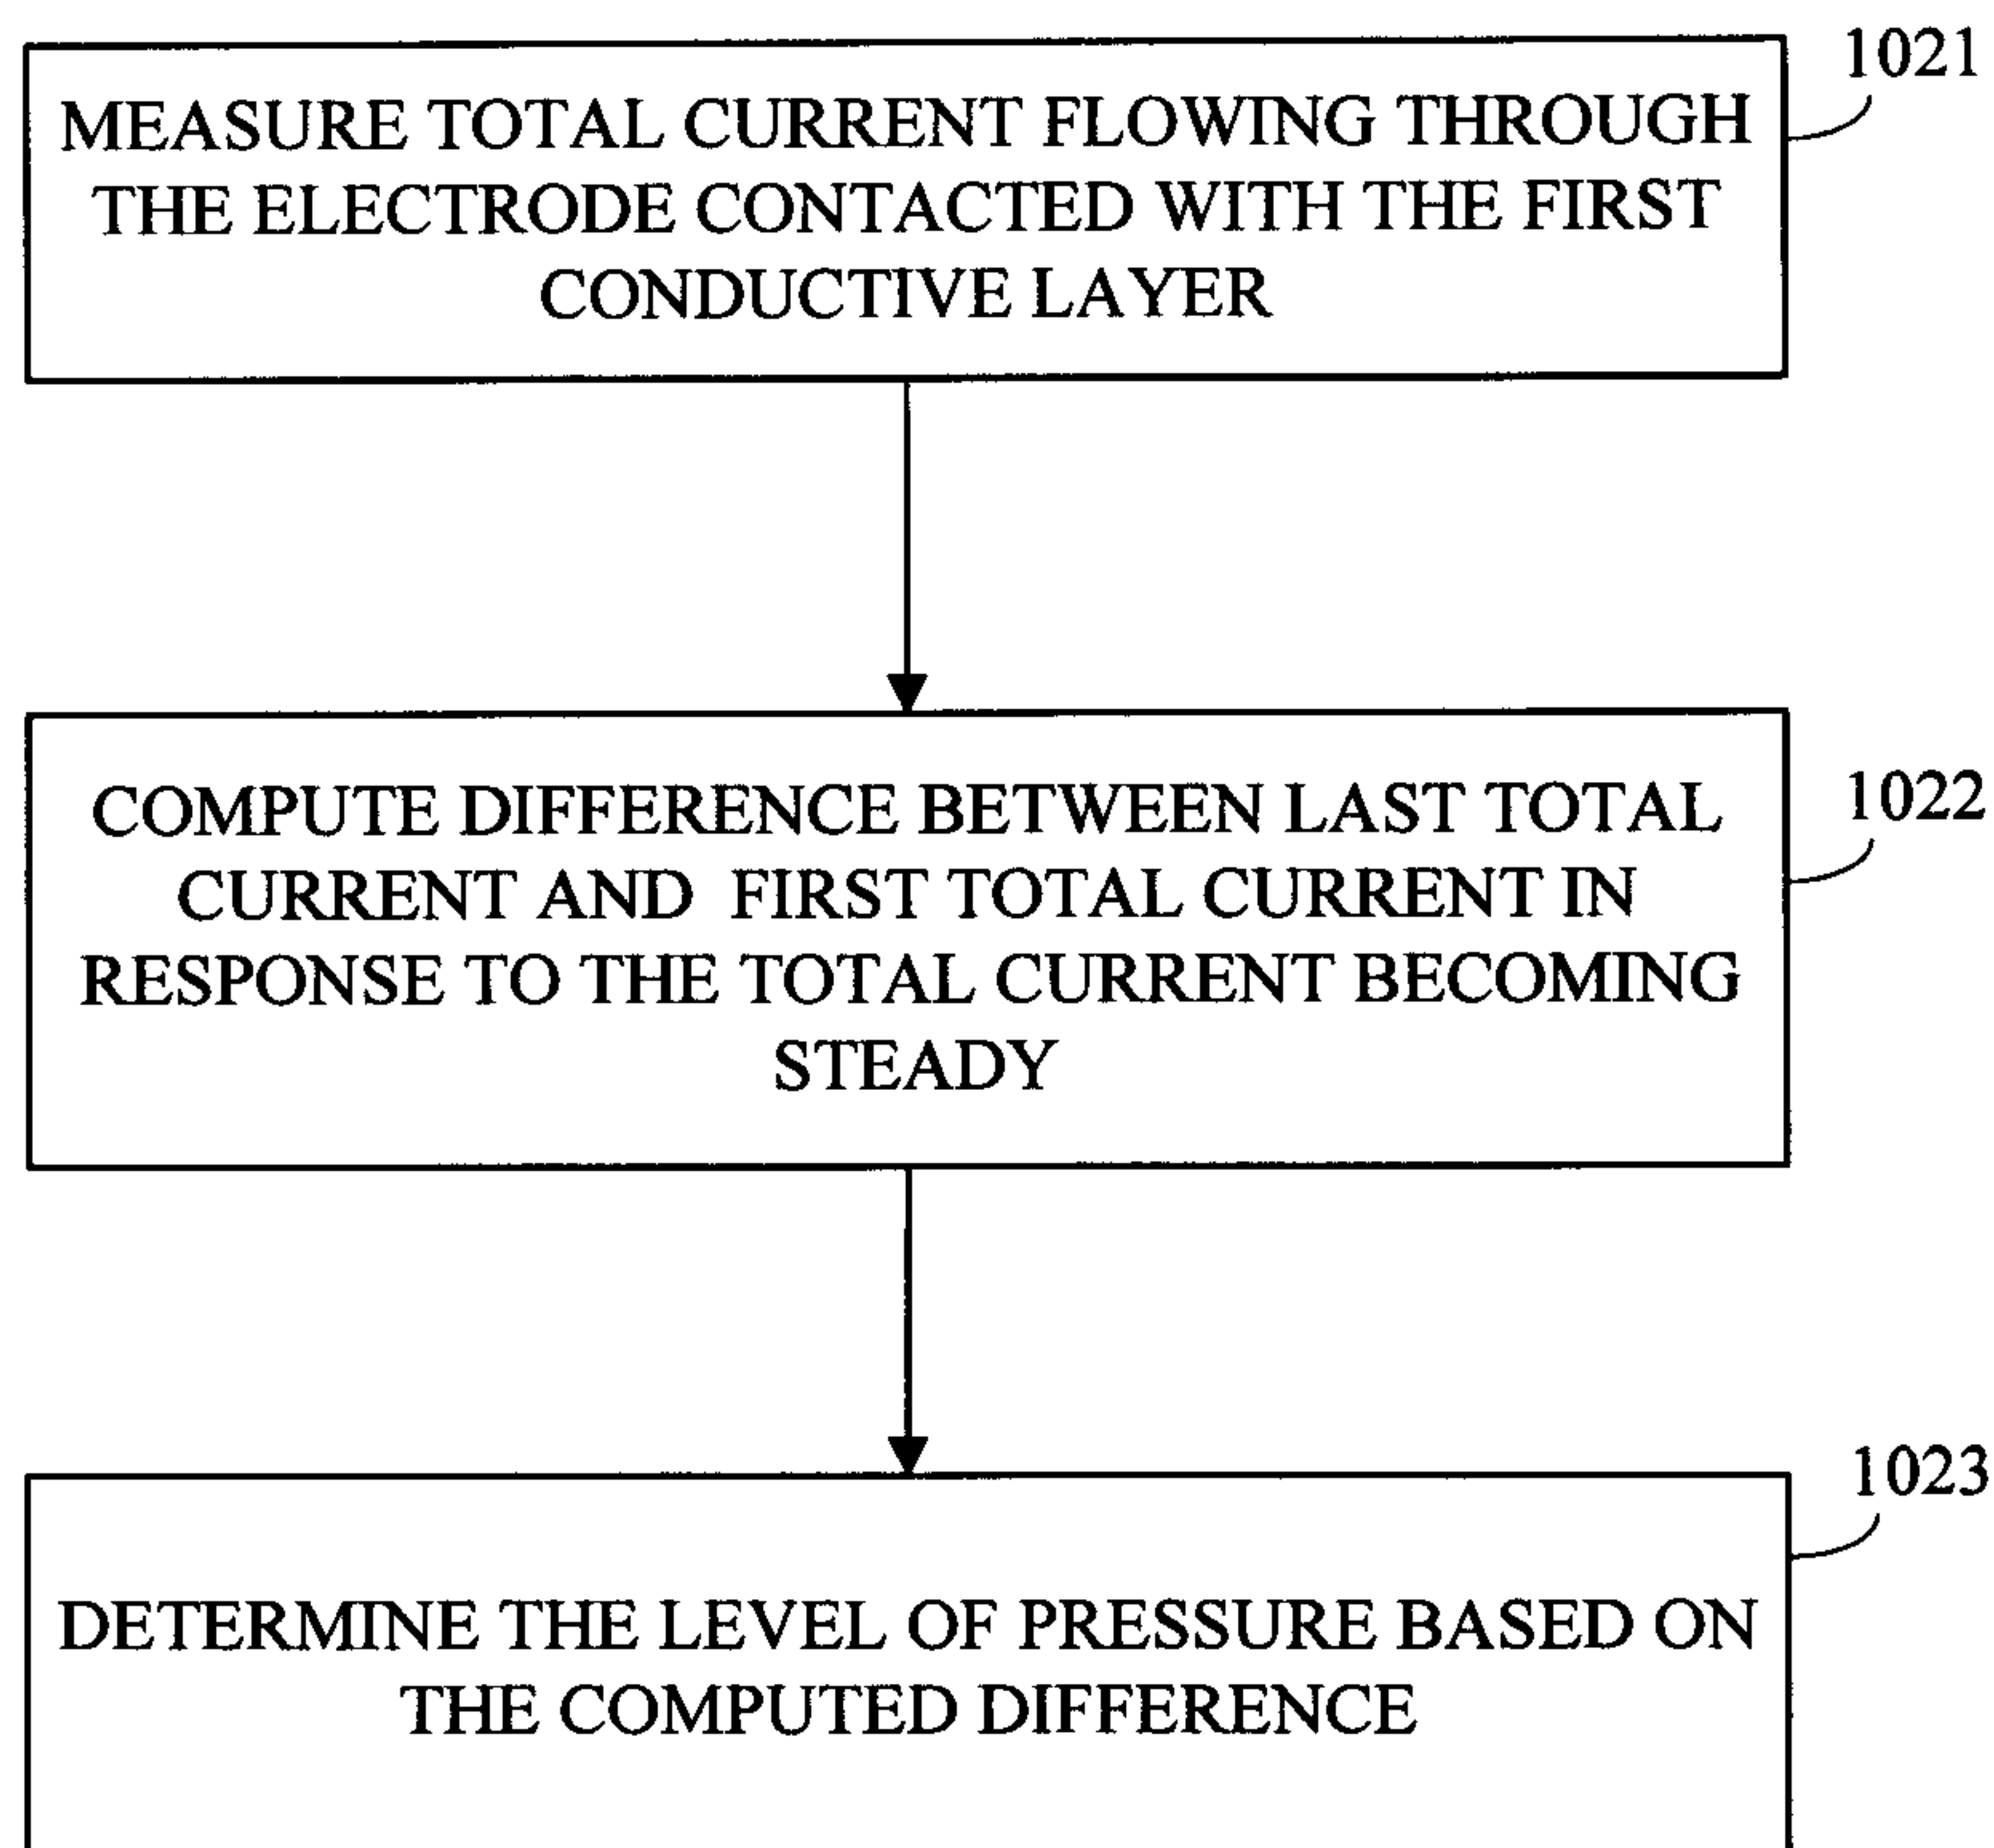 1021
MEASURE TOTAL CURRENT FLOWING THROUGH
THE ELECTRODE CONTACTED WITH THE FIRST
CONDUCTIVE LAYER
1022
COMPUTE DIFFERENCE BETWEEN LAST TOTAL
CURRENT AND FIRST TOTAL CURRENT IN
RESPONSE TO THE TOTAL CURRENT BECOMING
STEADY
1023
DETERMINE THE LEVEL OF PRESSURE BASED ON
THE COMPUTED DIFFERENCE